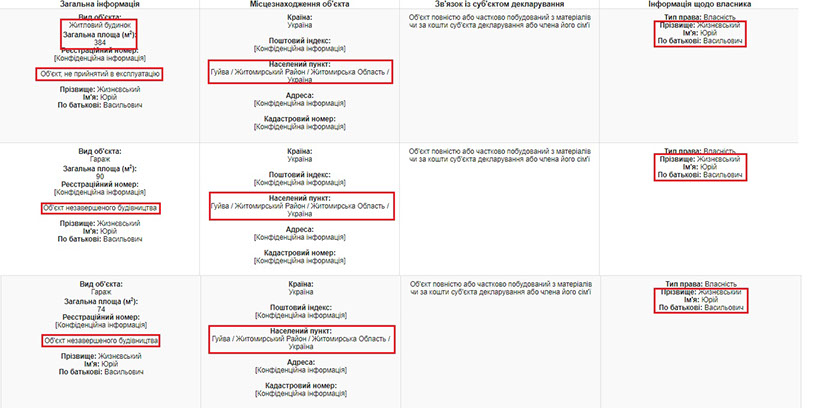 Загальна інформація
Місцезнаходження об'єкта
Зв'язок із суб'єктом декларування
Інформація щодо власника
Вид об'єкта:
Житловий будинок
Загальна площа (м²):
384
Реєстраційний номер:
[Конфіденційна інформація]
Об'єкт, не прийнятий в експлуатацію
Прізвище: Жизнєвський
Ім'я: Юрій
По батькові: Васильович
Країна:
Україна
Поштовий індекс:
[Конфіденційна інформація]
Населений пункт:
Гуйва / Житомирський Район / Житомирська Область /
Україна
Адреса:
[Конфіденційна інформація]
Кадастровий номер:
[Конфіденційна інформація]
Об'єкт повністю або частково побудований з матеріалів
чи за кошти суб'єкта декларування або члена його сім'ї
Тип права: Власність
Прізвище: Жизнєвський
Ім'я: Юрій
По батькові: Васильович
Вид об'єкта:
Гараж
Загальна площа (м²):
90
Реєстраційний номер:
[Конфіденційна інформація]
Об'єкт незавершеного будівництва
Прізвище: Жизнєвський
Ім'я: Юрій
По батькові: Васильович
Країна:
Україна
Поштовий індекс:
[Конфіденційна інформація]
Населений пункт:
Гуйва / Житомирський Район / Житомирська Область /
Україна
Адреса:
[Конфіденційна інформація]
Кадастровий номер:
[Конфіденційна інформація]
Об'єкт повністю або частково побудований з матеріалів
чи за кошти суб'єкта декларування або члена його сім'ї
Тип права: Власність
Прізвище: Жизнєвський
Ім'я: Юрій
По батькові: Васильович
Вид об'єкта:
Гараж
Загальна площа (м²):
74
Реєстраційний номер:
[Конфіденційна інформація]
Об'єкт незавершеного будівництва
Прізвище: Жизнєвський
Ім'я: Юрій
По батькові: Васильович
Країна:
Україна
Поштовий індекс:
[Конфіденційна інформація]
Населений пункт:
Гуйва / Житомирський Район / Житомирська Область /
Україна
Адреса:
[Конфіденційна інформація]
Кадастровий номер:
[Конфіденційна інформація]
Об'єкт повністю або частково побудований з матеріалів
чи за кошти суб'єкта декларування або члена його сім'ї
Тип права: Власність
Прізвище: Жизнєвський
Ім'я: Юрій
По батькові: Васильович